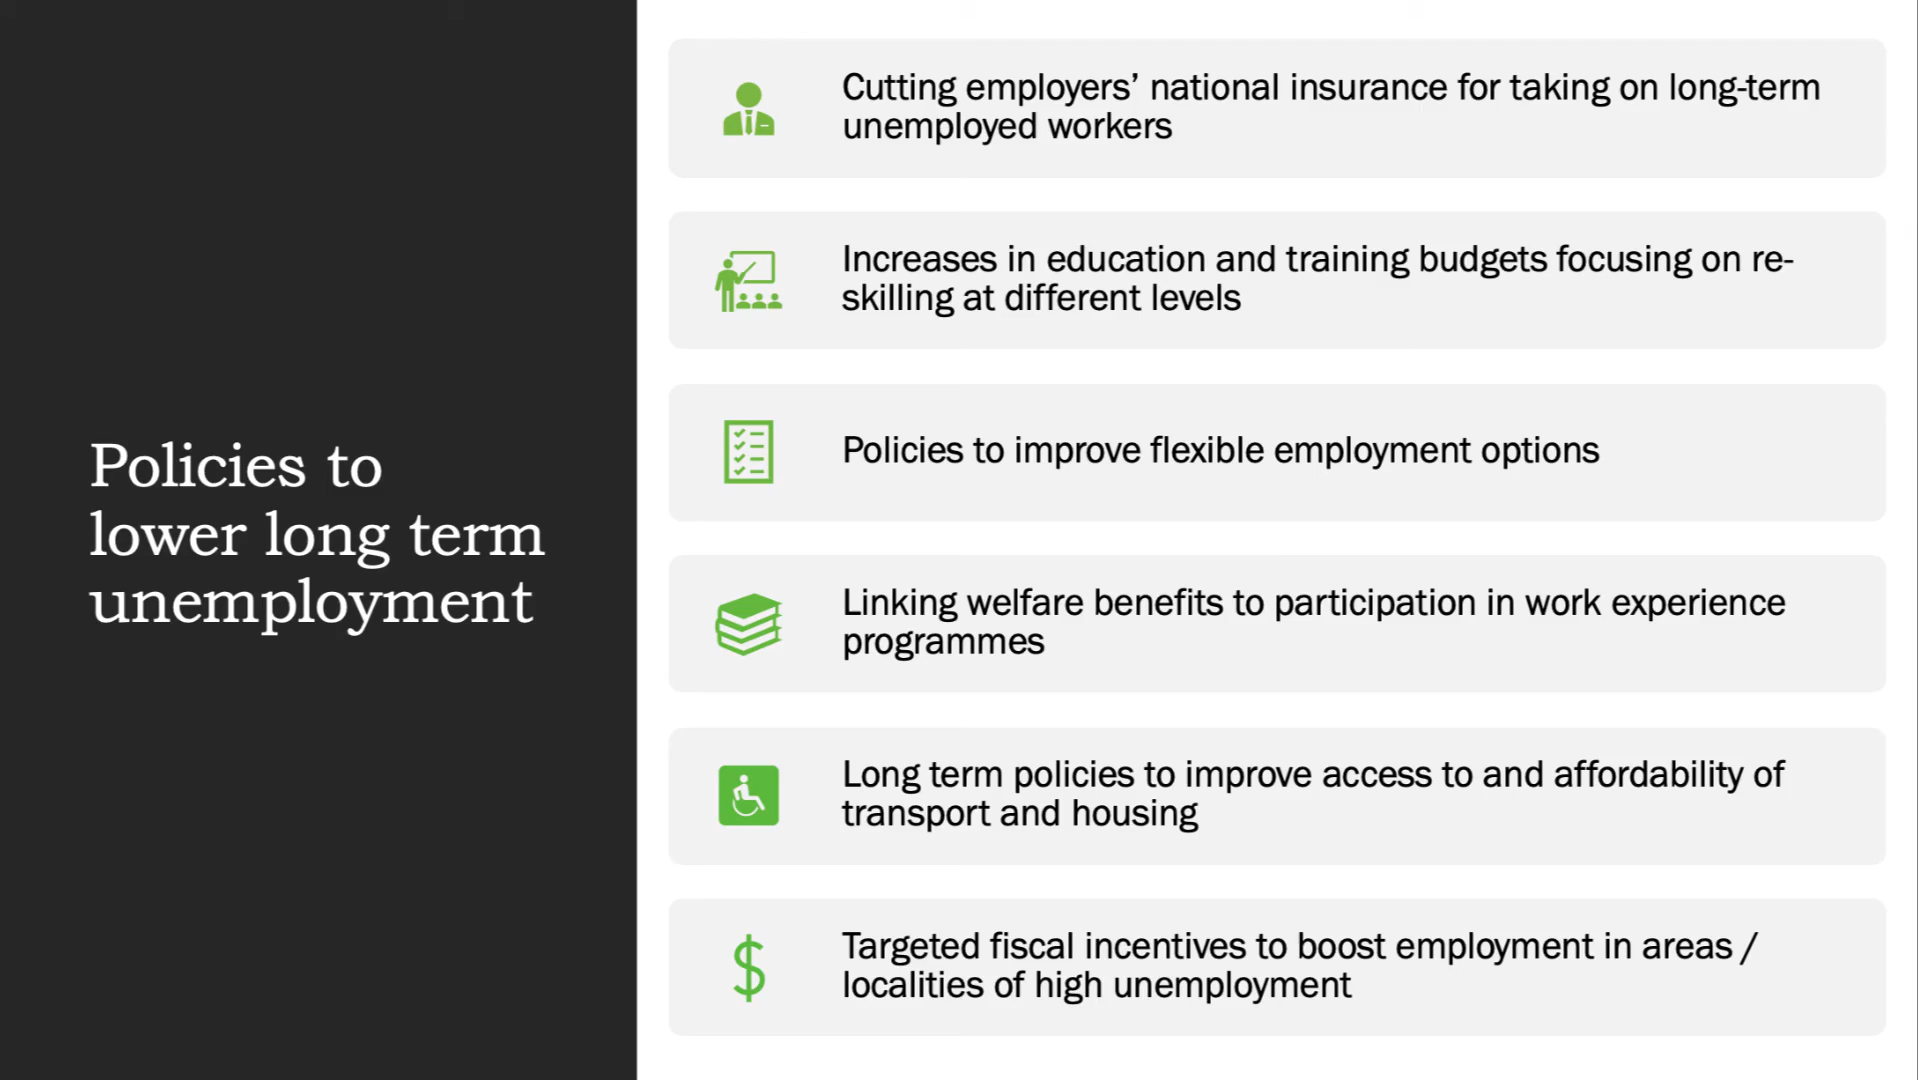 Policies to
lower long term
unemployment
Cutting employers’ national insurance for taking on long-term
unemployed workers
Increases in education and training budgets focusing on re-
skilling at different levels
Policies to improve flexible employment options
Linking welfare benefits to participation in work experience
programmes
Long term policies to improve access to and affordability of
transport and housing
$
Targeted fiscal incentives to boost employment in areas /
localities of high unemployment